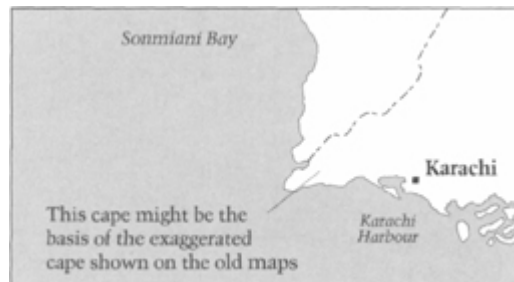 Sonmiani Bay
Karachi
This cape might be the
basis of the exaggerated
cape shown on the old maps
Karachi
Harbour